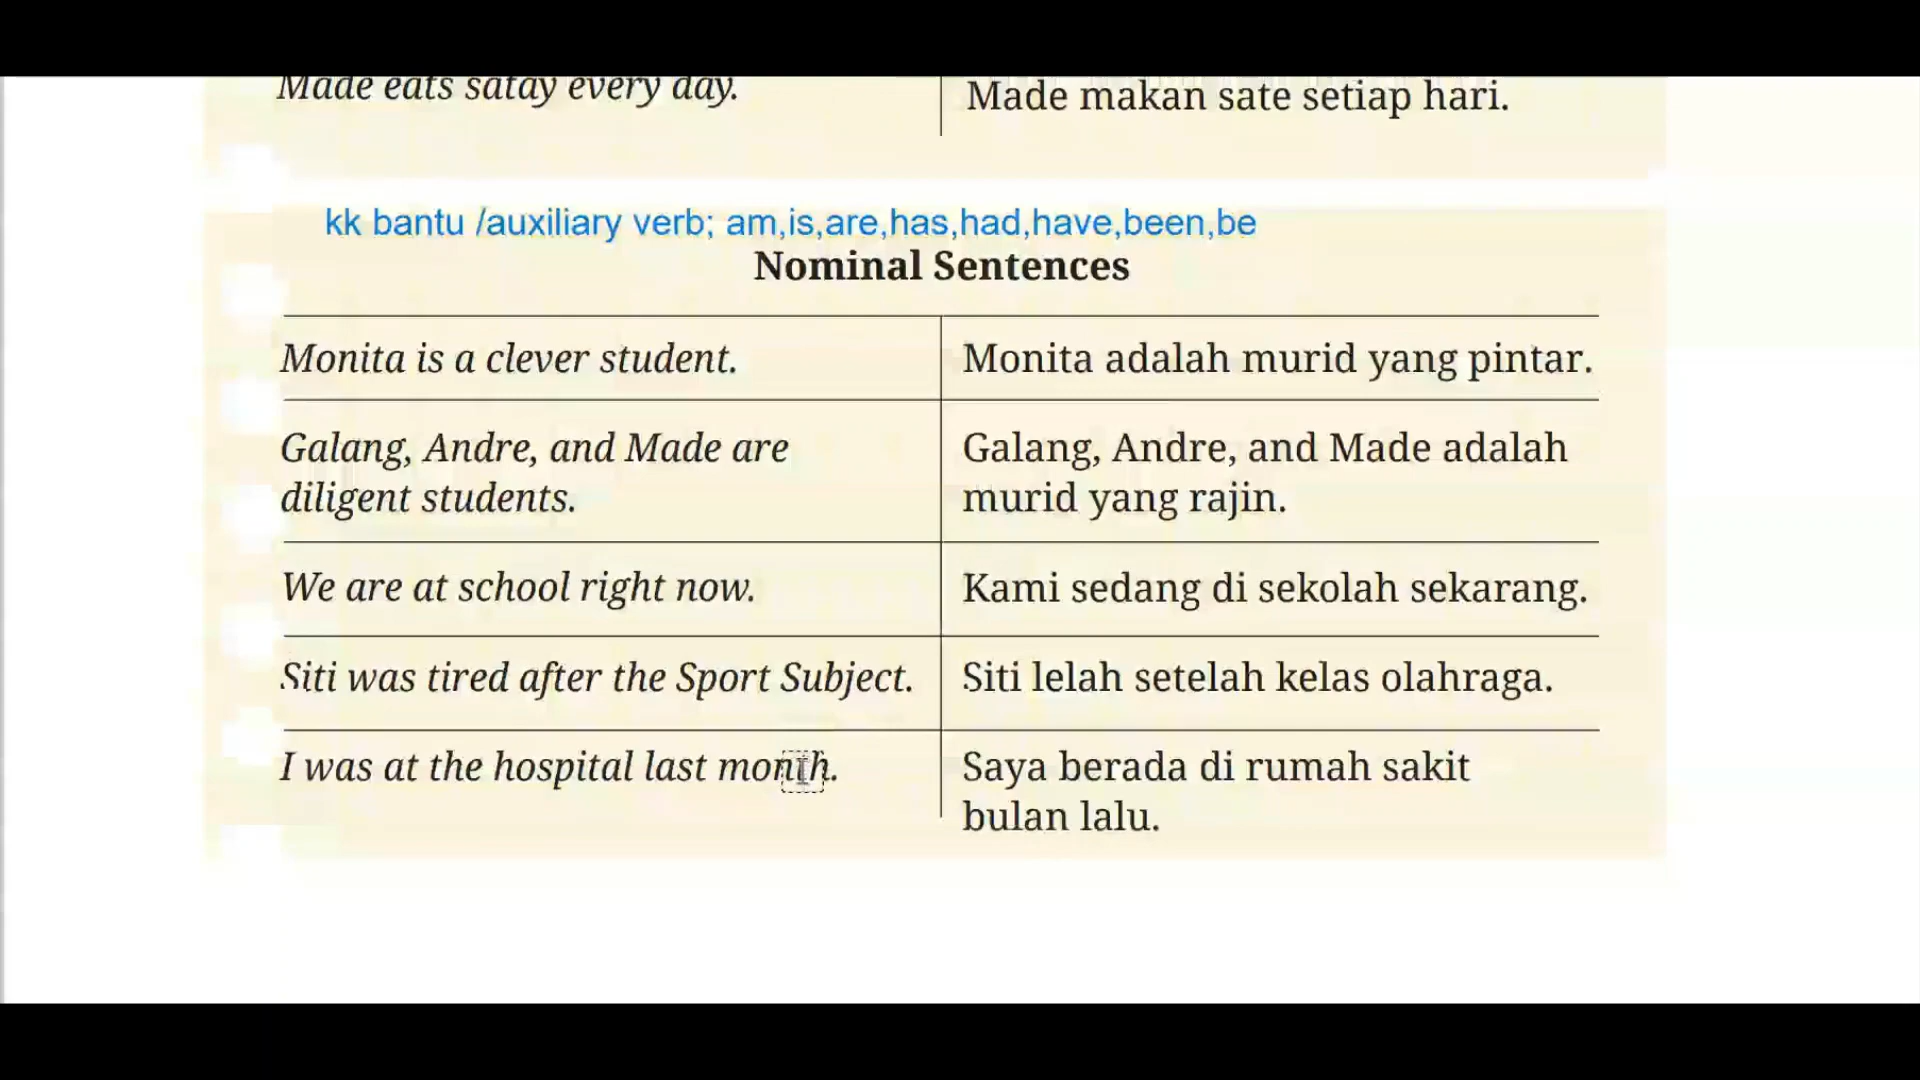 Made eats satay every day.
Made makan sate setiap hari.
kk bantu /auxiliary verb; am,is,are,has,had,have,been,be
Nominal Sentences
Monita is a clever student.
Monita adalah murid yang pintar.
Galang, Andre, and Made are
diligent students.
Galang, Andre, and Made adalah
murid yang rajin.
We are at school right now.
Kami sedang di sekolah sekarang.
Siti was tired after the Sport Subject.
Siti lelah setelah kelas olahraga.
I was at the hospital last month.
Saya berada di rumah sakit
bulan lalu.